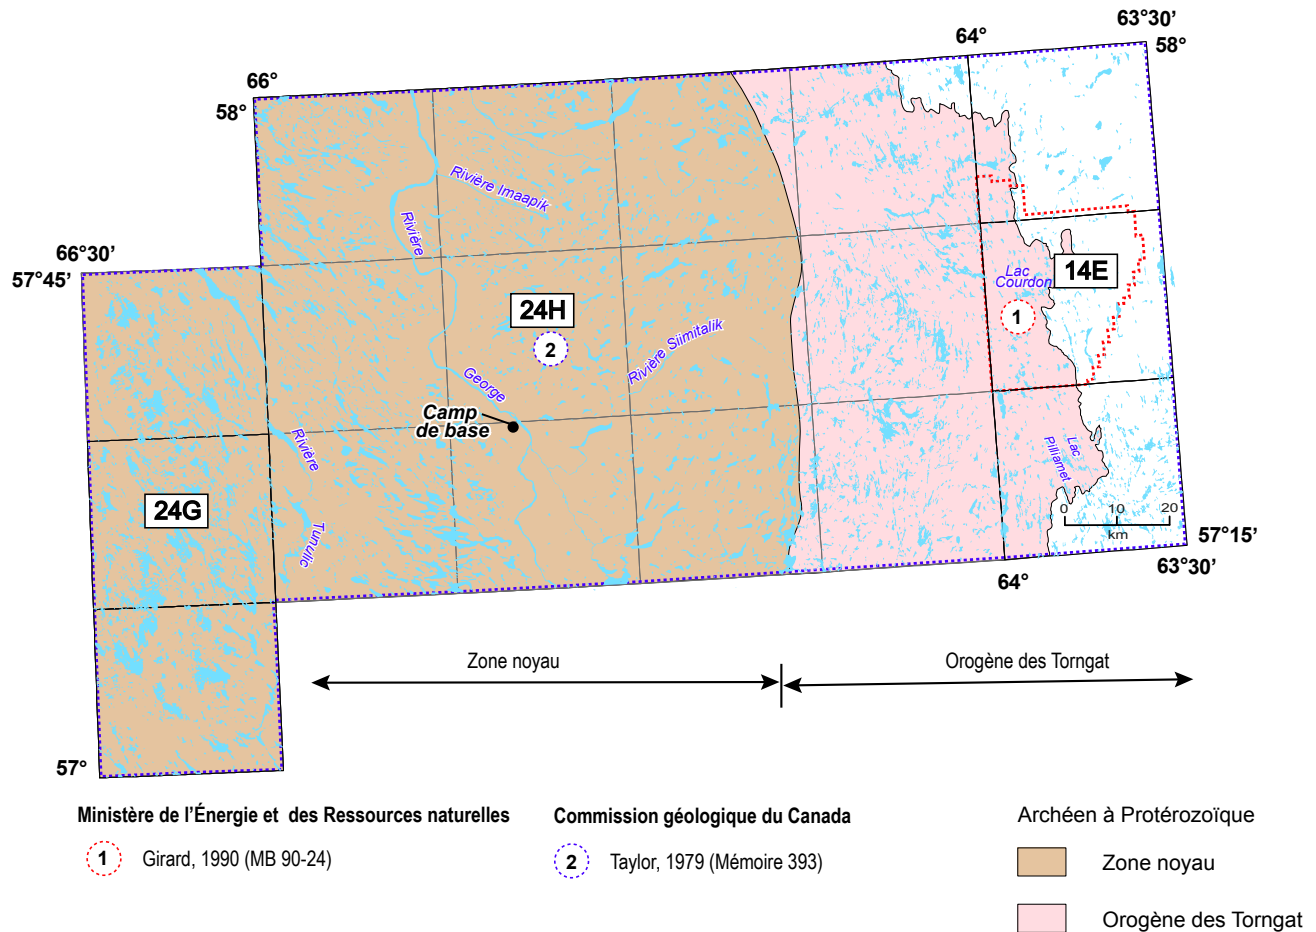 63°30’
64°
58°
66°
58°
Rivière Imaapik
Rivière
66°30’
57°45’
14E
Lac
Courdon
24H
1
2
Rivière Siimitalik
George
Camp
de base
Rivière
Lac
Pilliamet
24G
0 10 20
km
Tunulic
57°15’
63°30’
64°
Zone noyau
Orogène des Torngat
57°
Ministère de l’Énergie et des Ressources naturelles
1 Girard, 1990 (MB 90-24)
Commission géologique du Canada
2 Taylor, 1979 (Mémoire 393)
Archéen à Protérozoïque
Zone noyau
Orogène des Torngat